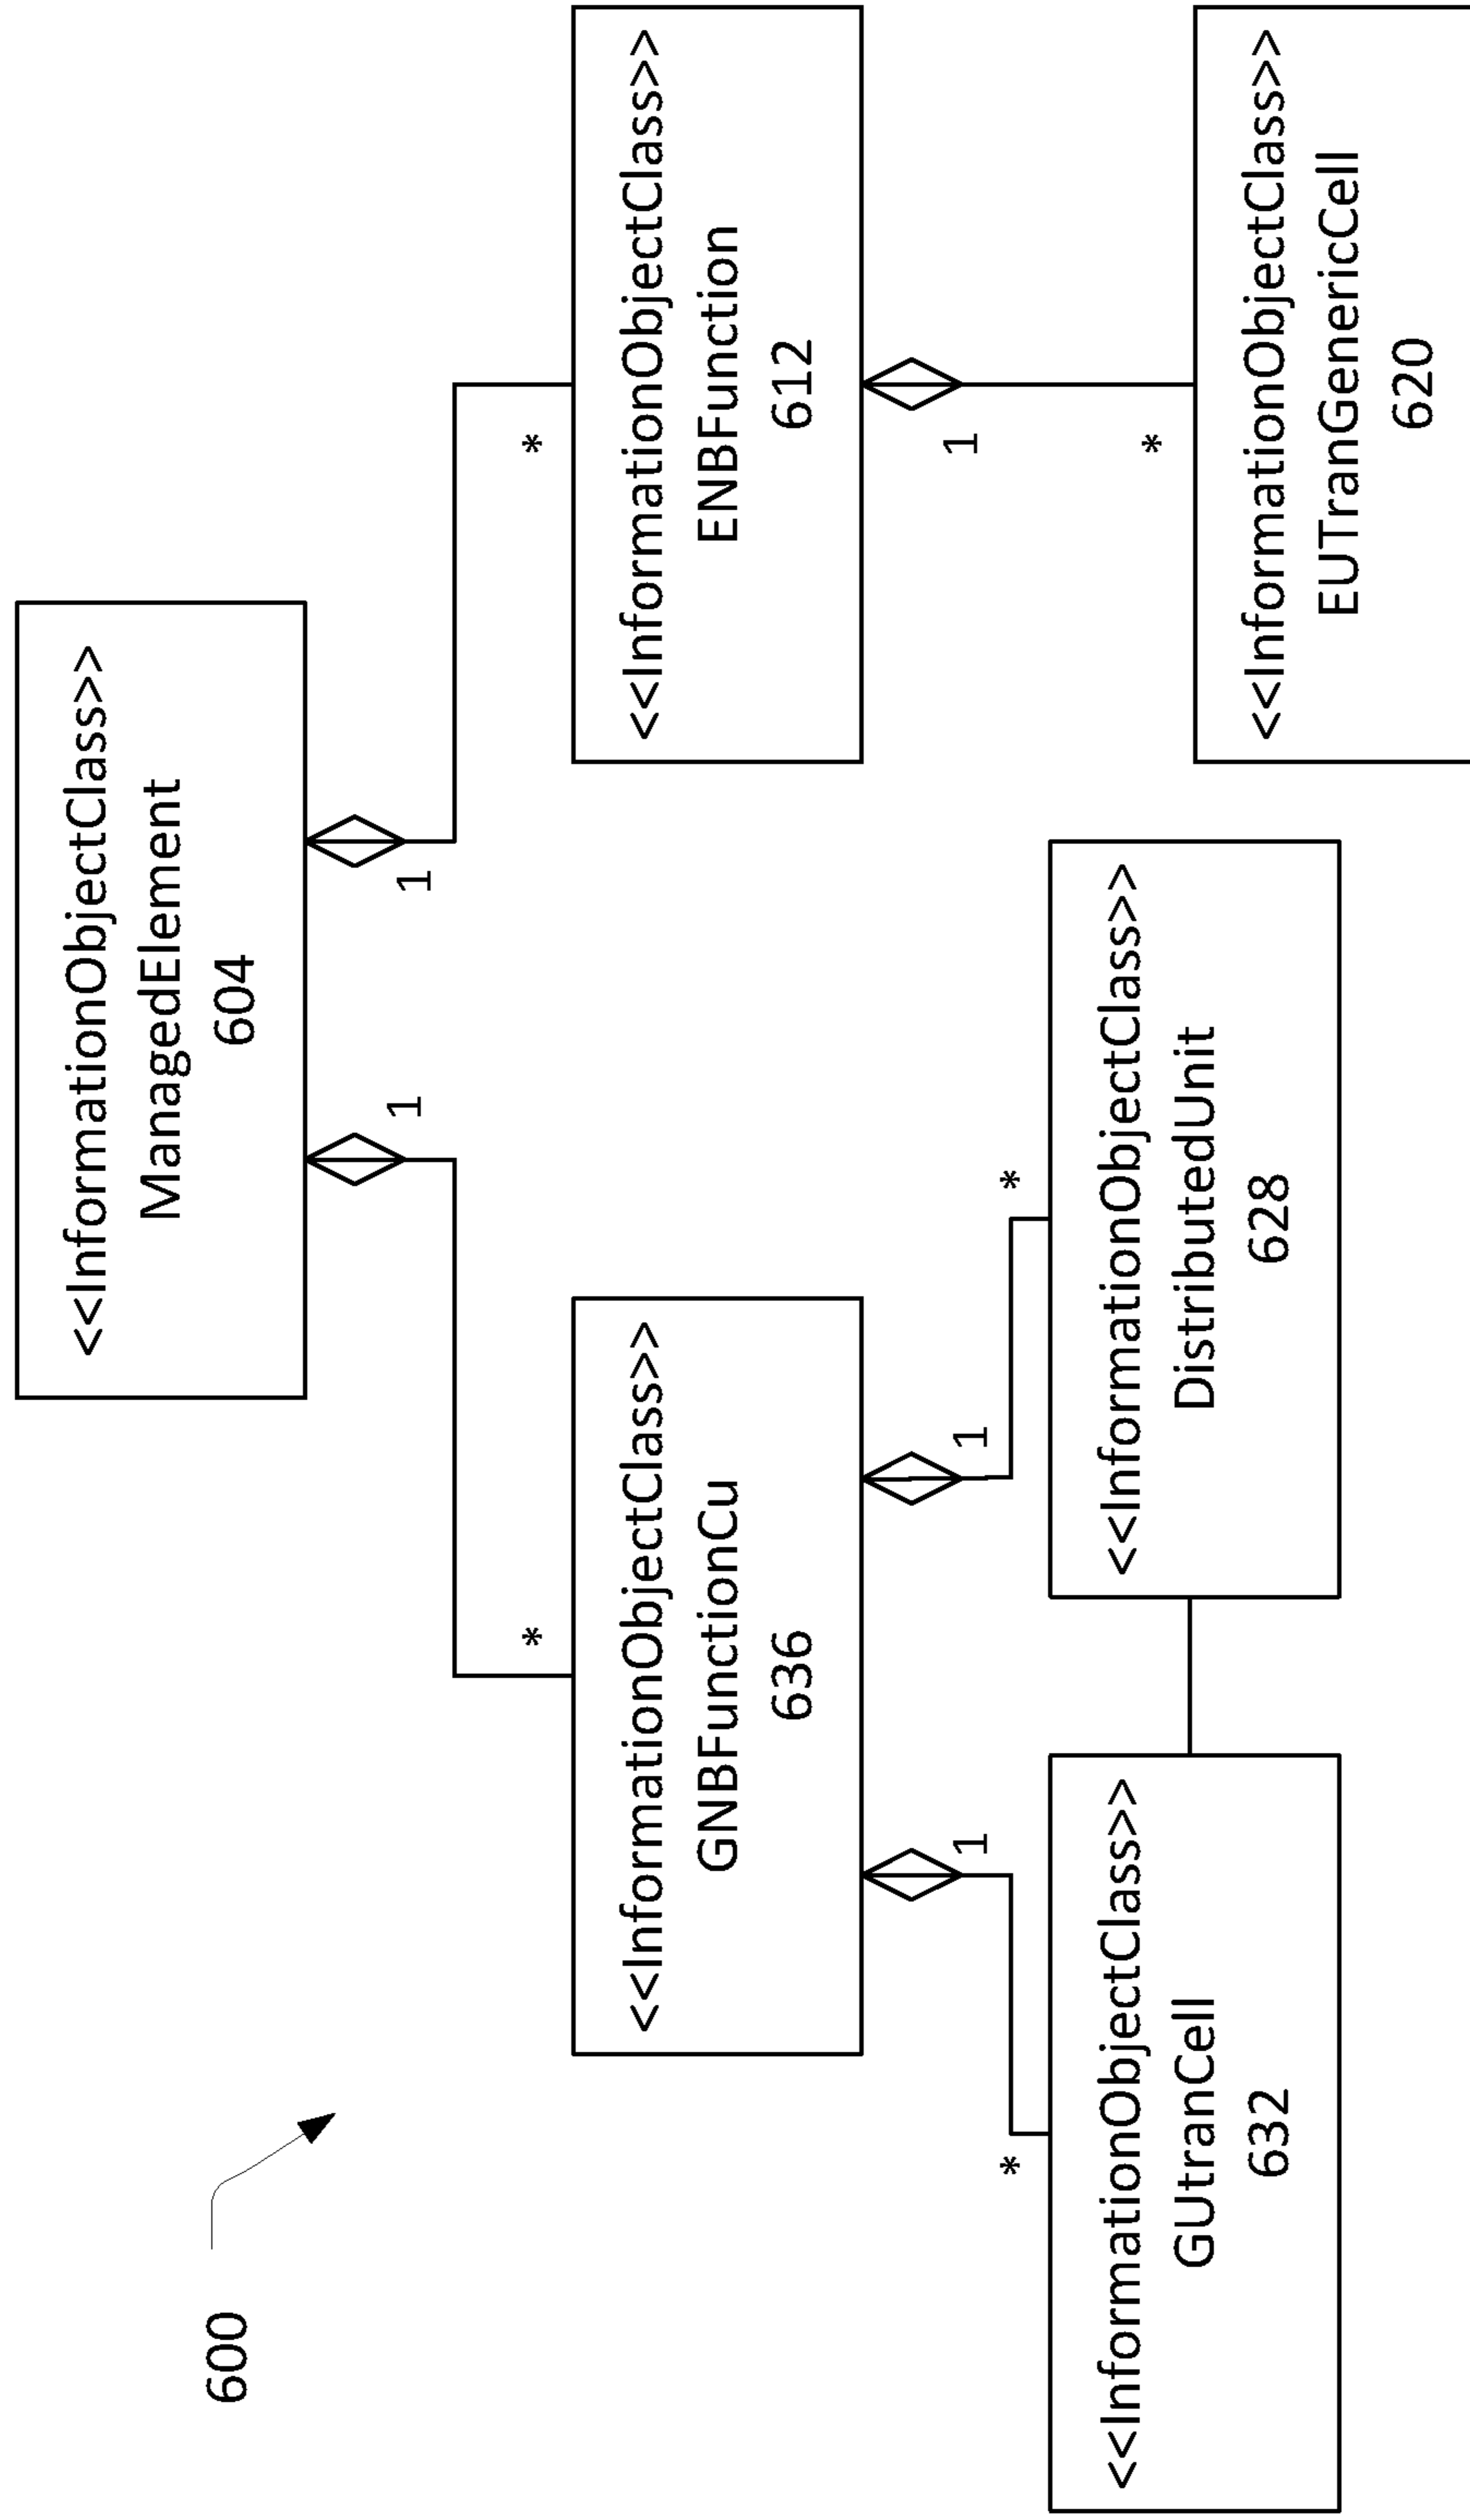 600
<<InformationObjectClass>>
ManagedElement
604
1
1
*
*
<<InformationObjectClass>>
GNBFunctionCu
636
<<InformationObjectClass>>
ENBFunction
612
1
1
1
*
*
*
<<InformationObjectClass>>
GUtranCell
632
<<InformationObjectClass>>
DistributedUnit
628
<<InformationObjectClass>>
EUTranGenericCell
620